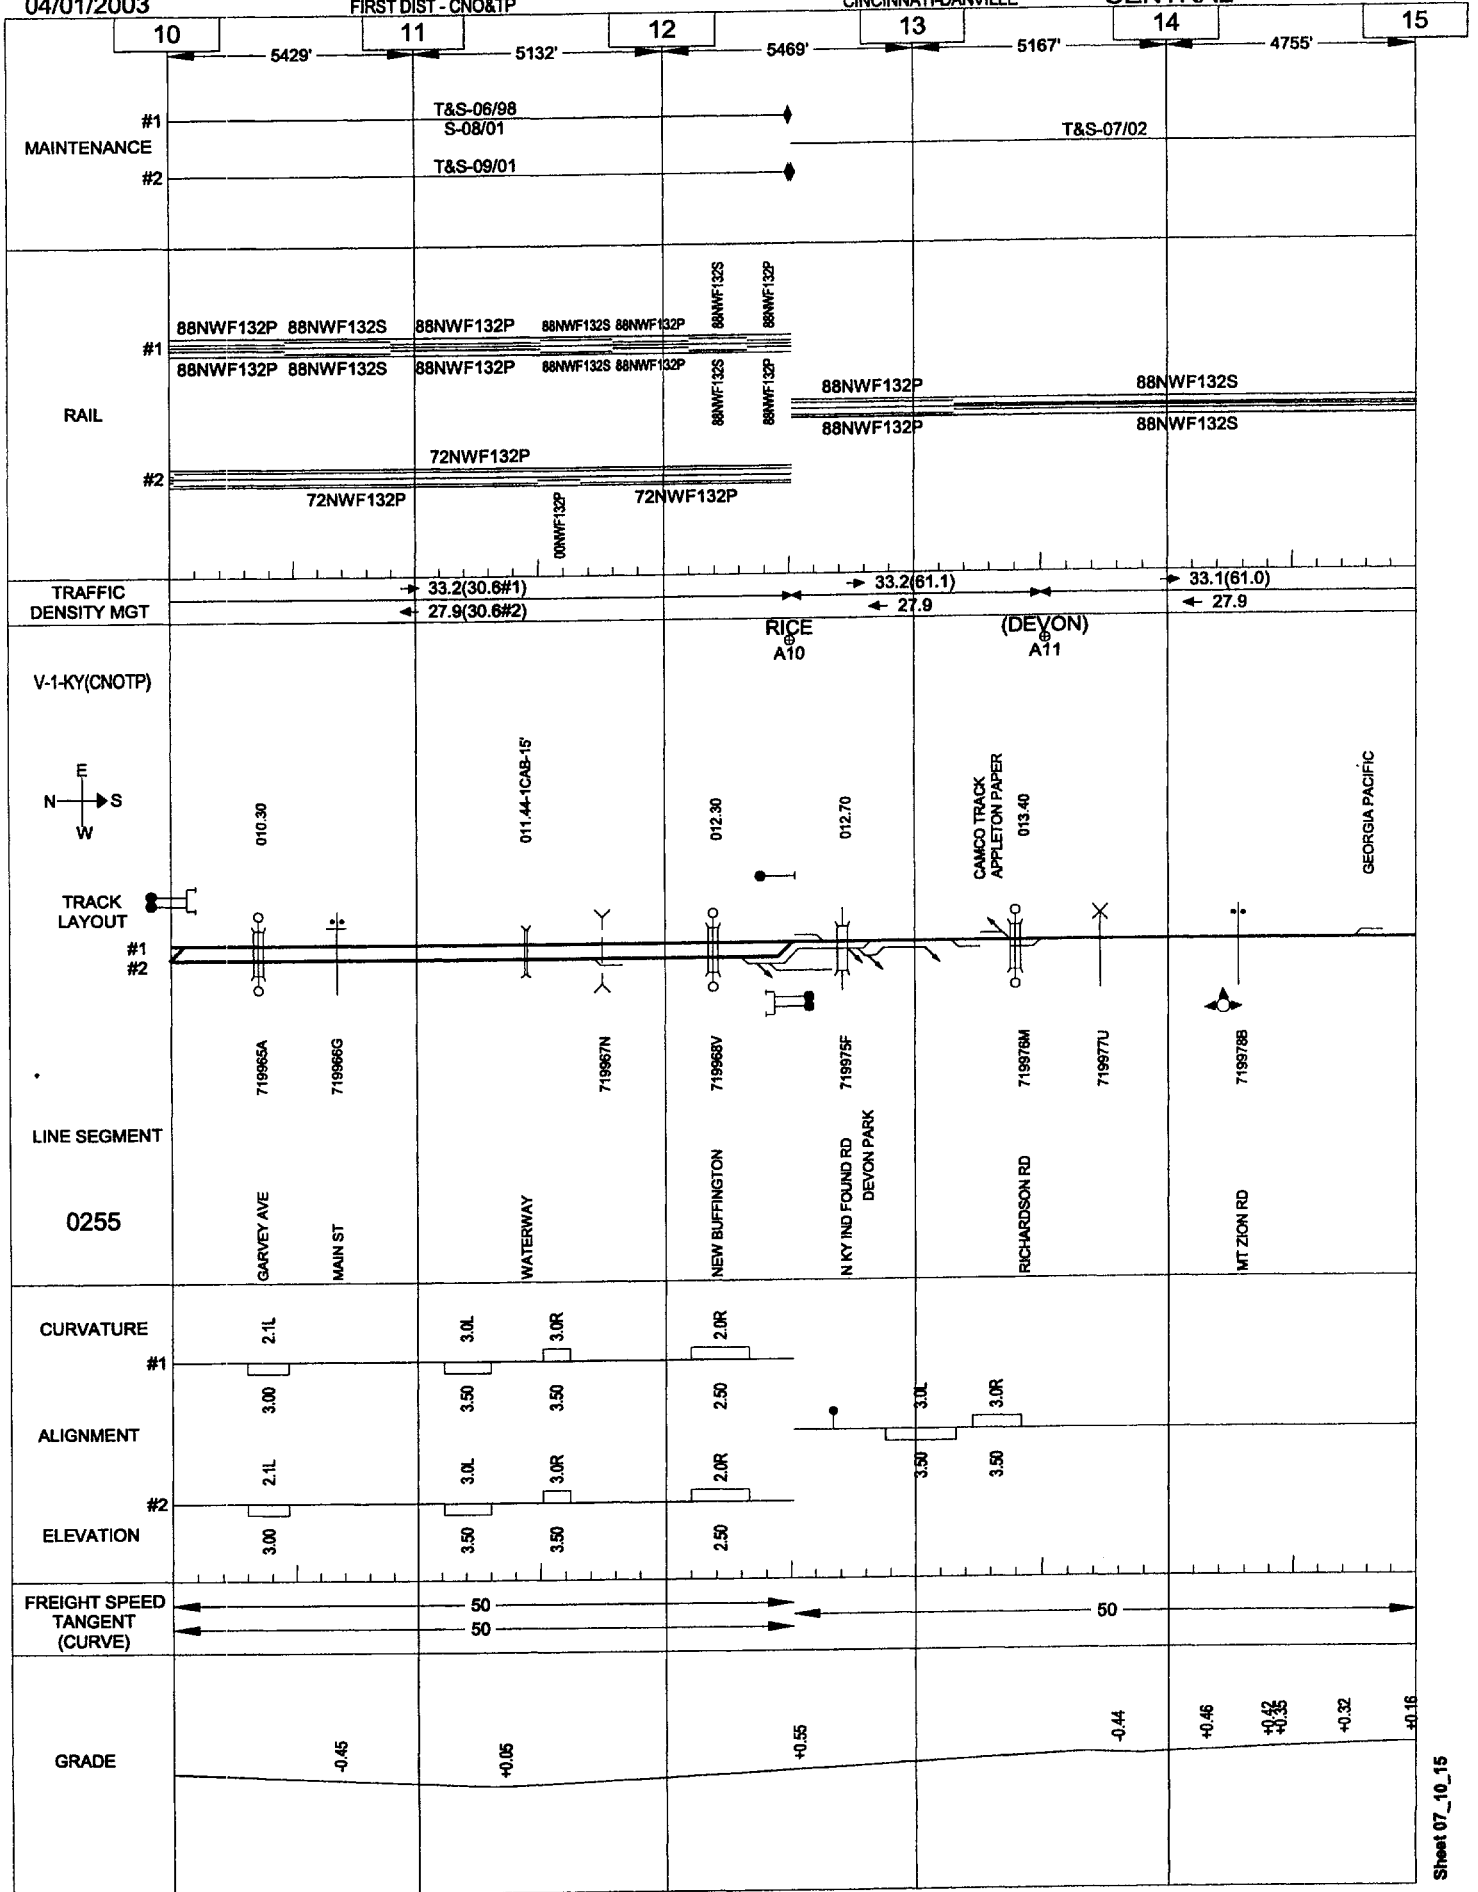 04/01/2003
FIRST DIST - CNO&TP
CINCINNATI-DANVILLE
CENTRAL
10 11 12 13 14 15
5429' 5132' 5469' 5167' 4755'
MAINTENANCE
#1
T&S-06/98
S-08/01
T&S-07/02
#2
T&S-09/01
RAIL
#1
88NWF132P 88NWF132S 88NWF132P 88NWF132S 88NWF132P 88NWF132S 88NWF132P
88NWF132P 88NWF132S 88NWF132P 88NWF132S 88NWF132P 88NWF132S 88NWF132P
88NWF132P 88NWF132S
88NWF132P 88NWF132S
#2
72NWF132P
72NWF132P 00NWF132P 72NWF132P
TRAFFIC
DENSITY MGT
33.2(30.6#1) 33.2(61.1) 33.1(61.0)
27.9(30.6#2) 27.9 27.9
RICE
A10
(DEVON)
A11
V-1-KY(CNOTP)
E
N S
W
010.30
011.44-1CAB-15'
012.30
012.70
CAMCO TRACK
APPLETON PAPER
013.40
GEORGIA PACIFIC
TRACK
LAYOUT
#1
#2
719965A
719966G
719967N
719968V
719975F
719976M
719977U
719978B
LINE SEGMENT
0255
GARVEY AVE
MAIN ST
WATERWAY
NEW BUFFINGTON
N KY IND FOUND RD
DEVON PARK
RICHARDSON RD
MT ZION RD
CURVATURE
#1
2.1L 3.0L 3.0R 2.0R
3.00 3.50 3.50 2.50
3.0L 3.0R
3.50 3.50
ALIGNMENT
#2
2.1L 3.0L 3.0R 2.0R
3.00 3.50 3.50 2.50
ELEVATION
FREIGHT SPEED
TANGENT
(CURVE)
50
50
50
GRADE
-0.45
+0.05
+0.55
-0.44
+0.46
+0.42
+0.35
+0.32
+0.16
Sheet 07_10_15